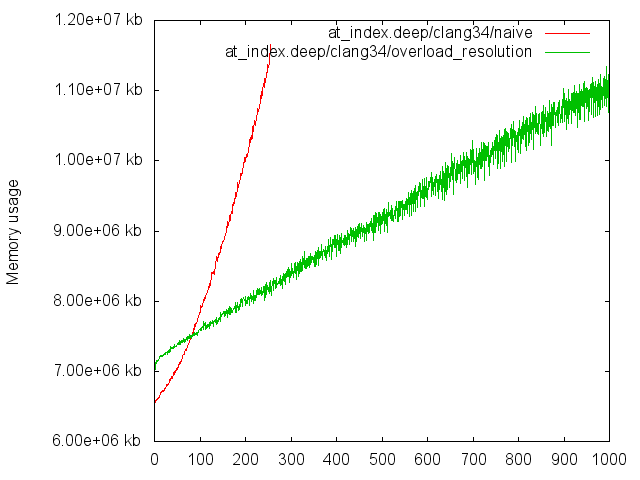 1.20e+07 kb
at_index.deep/clang34/naive
at_index.deep/clang34/overload_resolution
1.10e+07 kb
1.00e+07 kb
9.00e+06 kb
8.00e+06 kb
7.00e+06 kb
6.00e+06 kb
Memory usage
0 100 200 300 400 500 600 700 800 900 1000